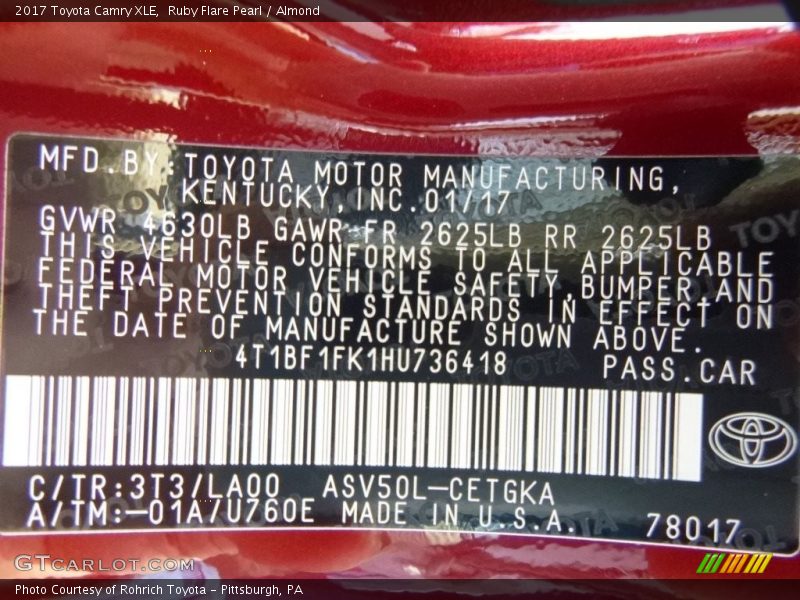 2017 Toyota Camry XLE,  Ruby Flare Pearl / Almond
MFD.BY:TOYOTA MOTOR MANUFACTURING,
KENTUCKY,INC.01/17
GVWR 4630LB GAWR FR 2625LB RR 2625LB
THIS VEHICLE CONFORMS TO ALL APPLICABLE
FEDERAL MOTOR VEHICLE SAFETY,BUMPER,AND
THEFT PREVENTION STANDARDS IN EFFECT ON
THE DATE OF MANUFACTURE SHOWN ABOVE.
4T1BF1FK1HU736418 PASS.CAR
C/TR:3T3/LA00 ASV50L-CETGKA
A/TM:-01A/U760E MADE IN U.S.A. 78017
GTCARLOT.COM
Photo Courtesy of Rohrich Toyota - Pittsburgh, PA